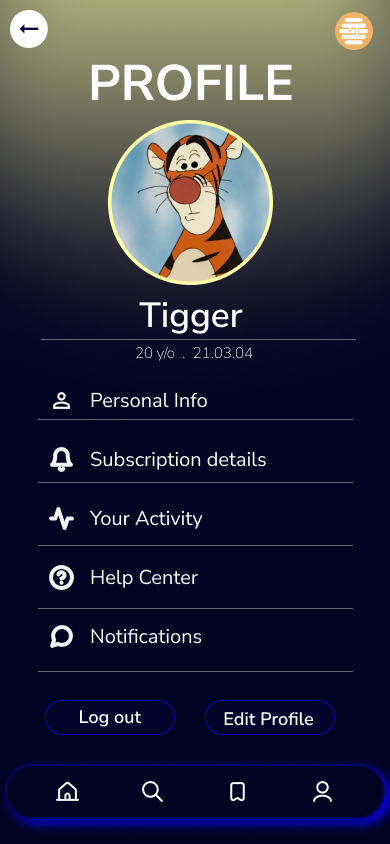 PROFILE
Tigger
20 y/o . 21.03.04
Personal Info
Subscription details
Your Activity
Help Center
Notifications
Log out
Edit Profile